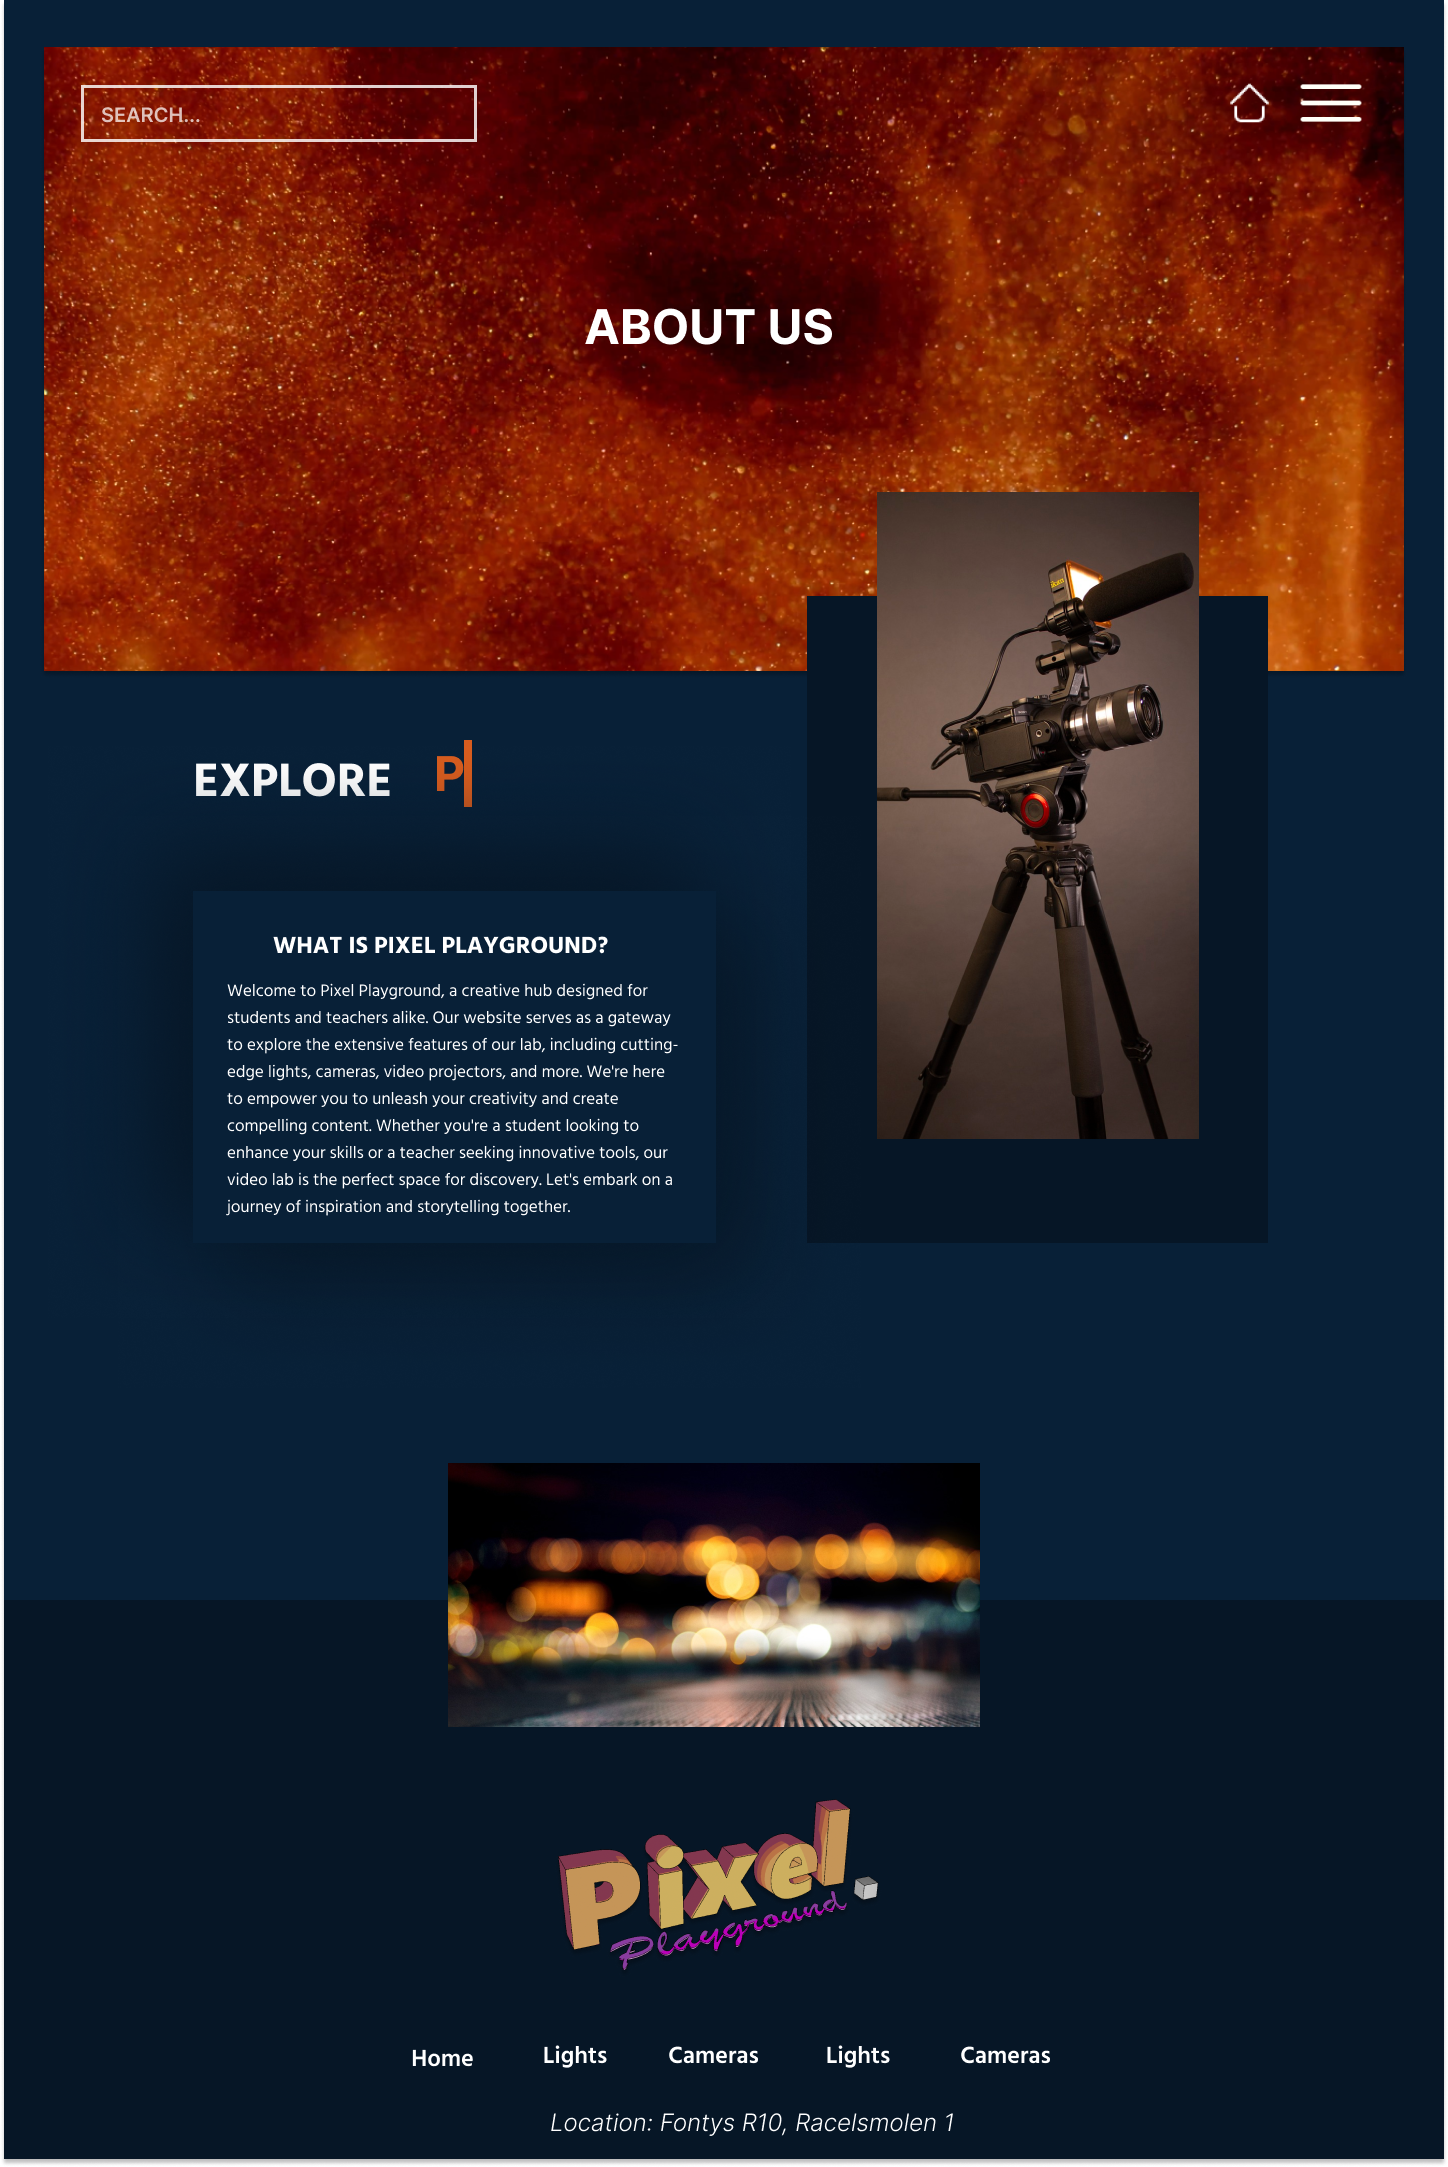 SEARCH...
ABOUT US
EXPLORE P
WHAT IS PIXEL PLAYGROUND?
Welcome to Pixel Playground, a creative hub designed for
students and teachers alike. Our website serves as a gateway
to explore the extensive features of our lab, including cutting-
edge lights, cameras, video projectors, and more. We're here
to empower you to unleash your creativity and create
compelling content. Whether you're a student looking to
enhance your skills or a teacher seeking innovative tools, our
video lab is the perfect space for discovery. Let's embark on a
journey of inspiration and storytelling together.
Pixel
Playground
Home Lights Cameras Lights Cameras
Location: Fontys R10, Racelsmolen 1